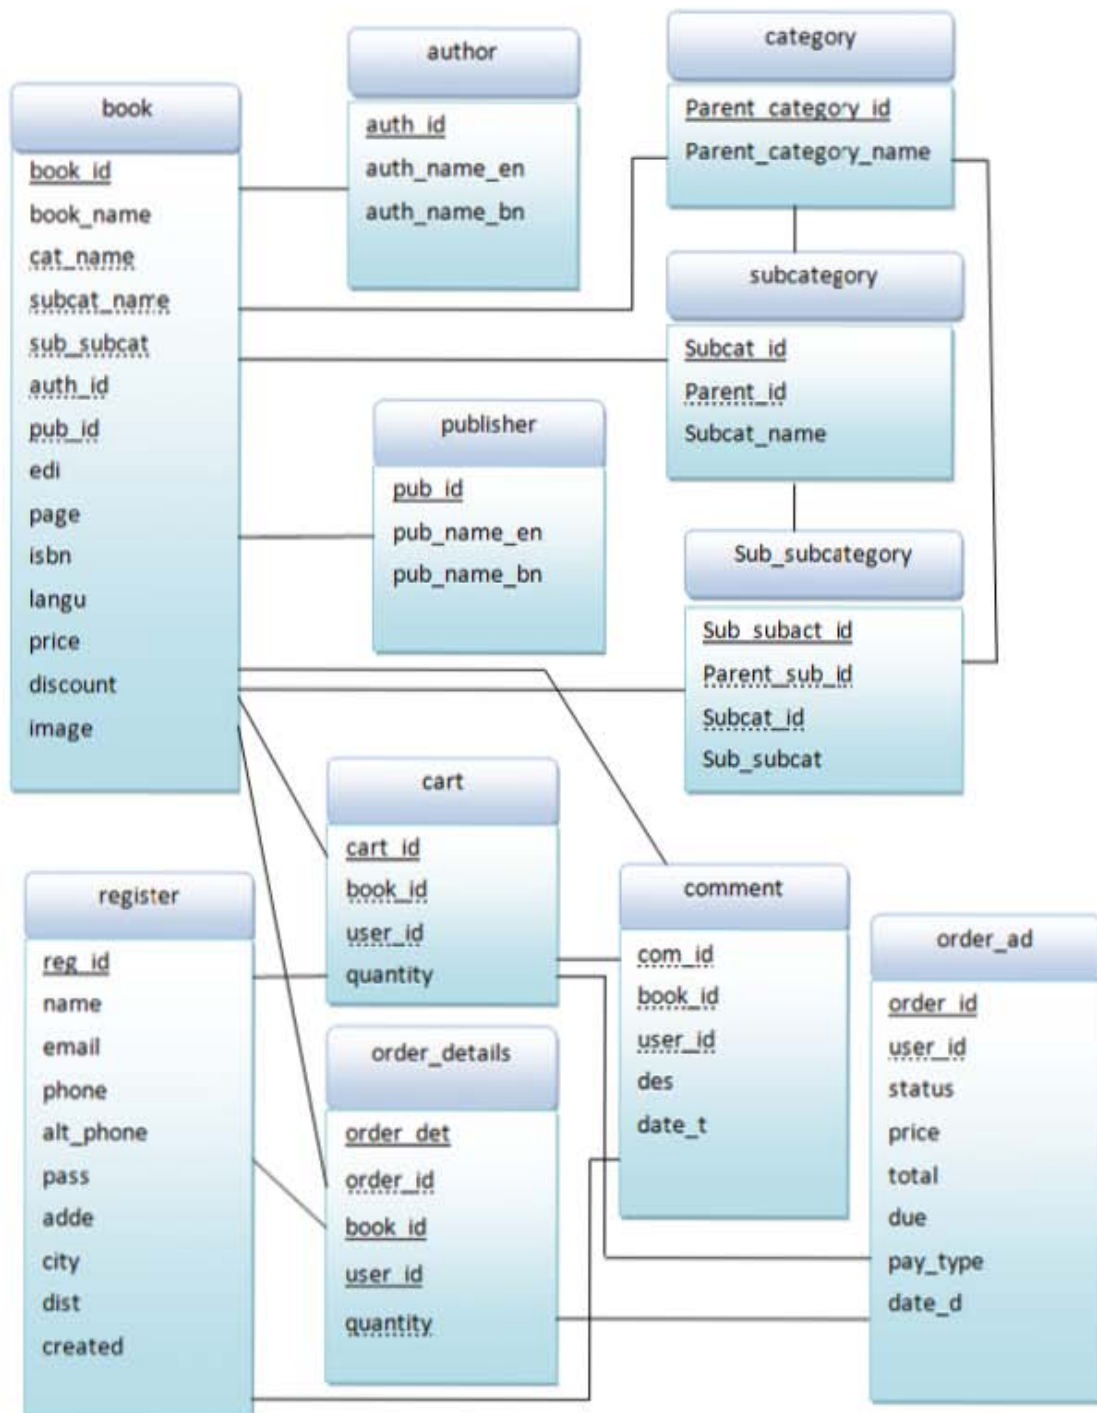 book
book_id
book_name
cat_name
subcat_name
sub_subcat
auth_id
pub_id
edi
page
isbn
langu
price
discount
image
author
auth_id
auth_name_en
auth_name_bn
category
Parent_category_id
Parent_category_name
subcategory
Subcat_id
Parent_id
Subcat_name
publisher
pub_id
pub_name_en
pub_name_bn
Sub_subcategory
Sub_subact_id
Parent_sub_id
Subcat_id
Sub_subcat
cart
cart_id
book_id
user_id
quantity
register
reg_id
name
email
phone
alt_phone
pass
adde
city
dist
created
order_details
order_det
order_id
book_id
user_id
quantity
comment
com_id
book_id
user_id
des
date_t
order_ad
order_id
user_id
status
price
total
due
pay_type
date_d